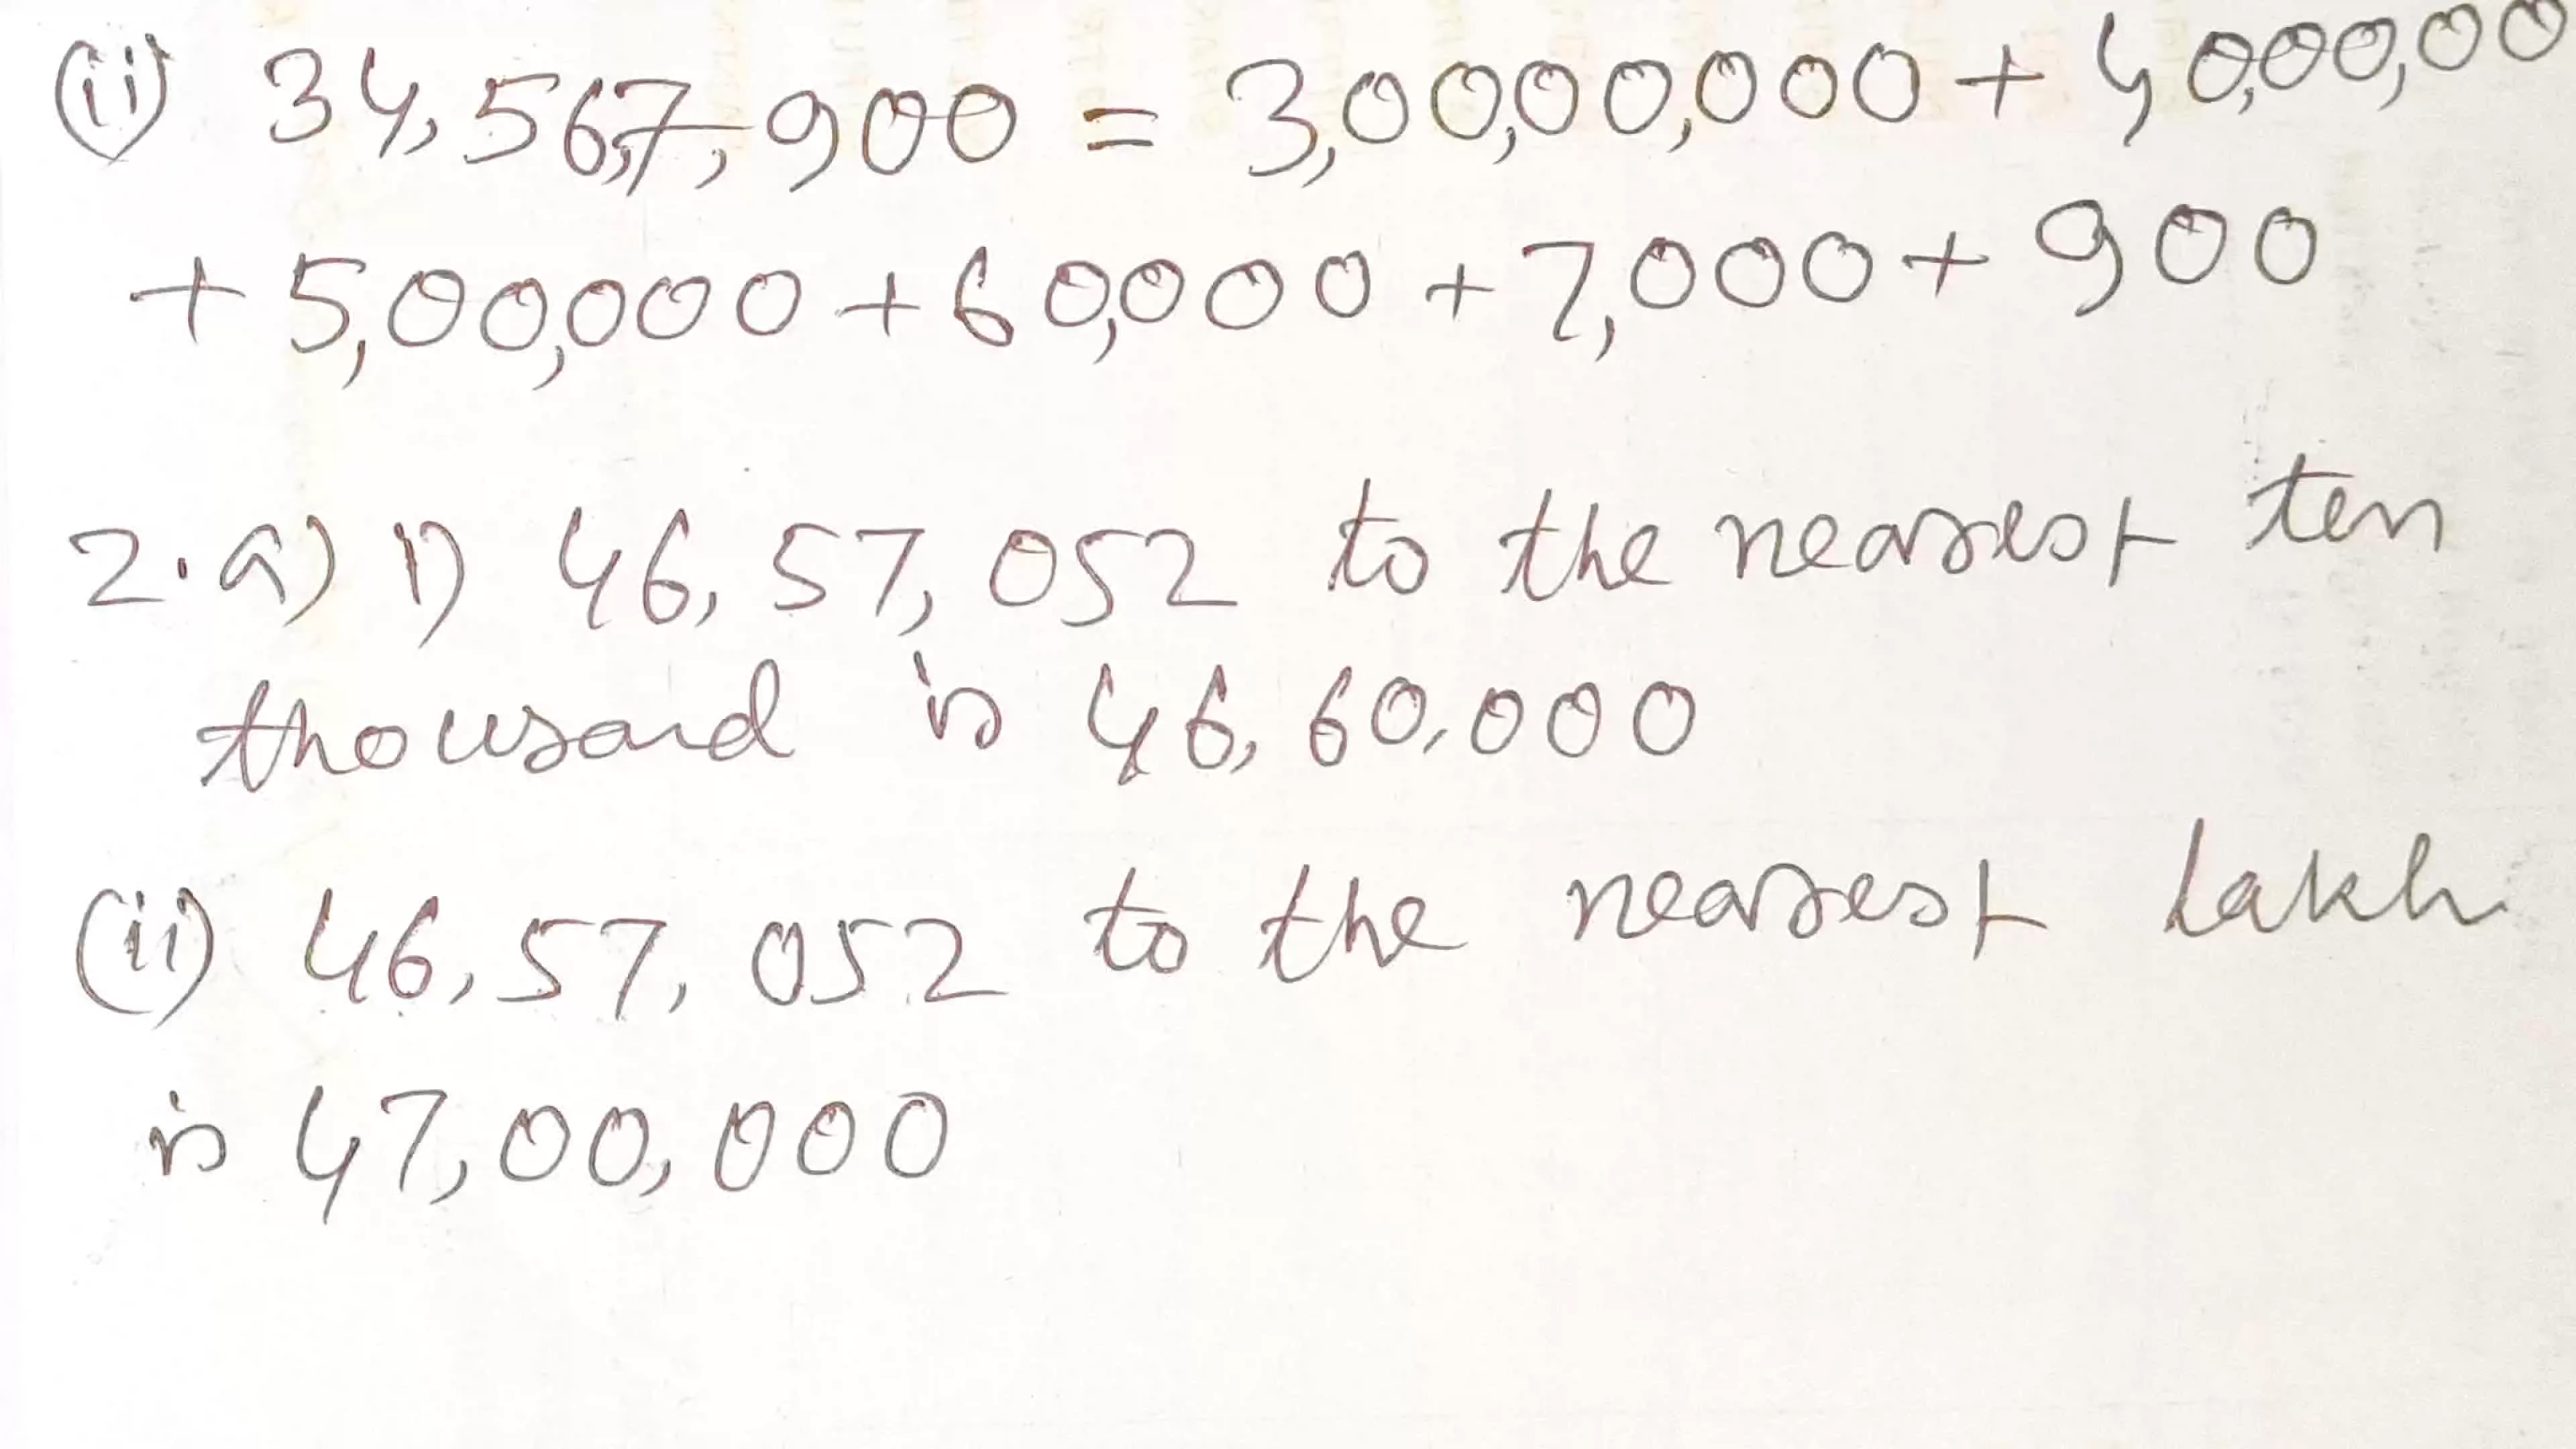 (ii) 34,567,900 = 3,00,00,000 + 40,00,00
+ 5,00,000 + 60,000 + 7,000 + 900
2. a) i) 46,57,052 to the nearest ten
thousand is 46,60,000
(ii) 46,57,052 to the nearest lakh
is 47,00,000